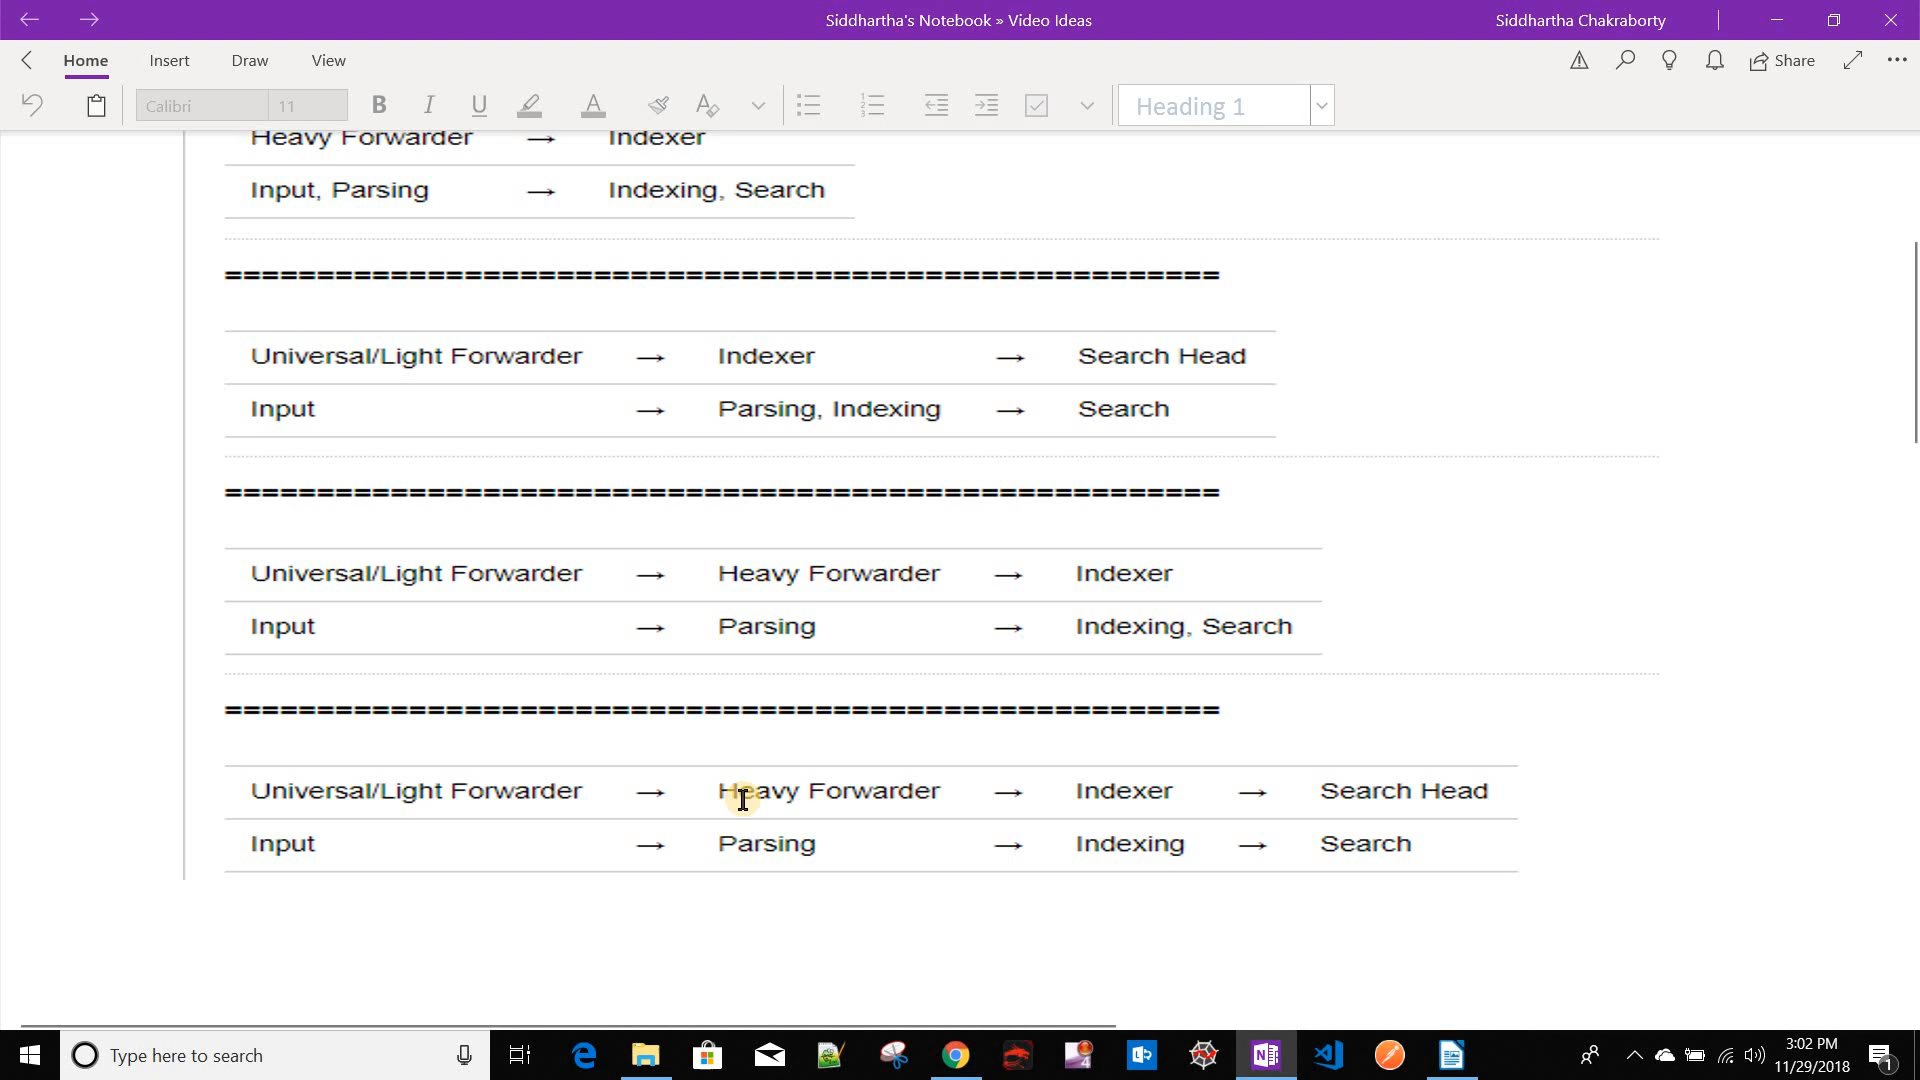 Siddhartha's Notebook » Video Ideas
Siddhartha Chakraborty
Home Insert Draw View
Share
Calibri 11 B I U A A Heading 1
Heavy Forwarder → Indexer
Input, Parsing → Indexing, Search
======================================================
Universal/Light Forwarder → Indexer → Search Head
Input → Parsing, Indexing → Search
======================================================
Universal/Light Forwarder → Heavy Forwarder → Indexer
Input → Parsing → Indexing, Search
======================================================
Universal/Light Forwarder → Heavy Forwarder → Indexer → Search Head
Input → Parsing → Indexing → Search
Type here to search
3:02 PM
11/29/2018
1